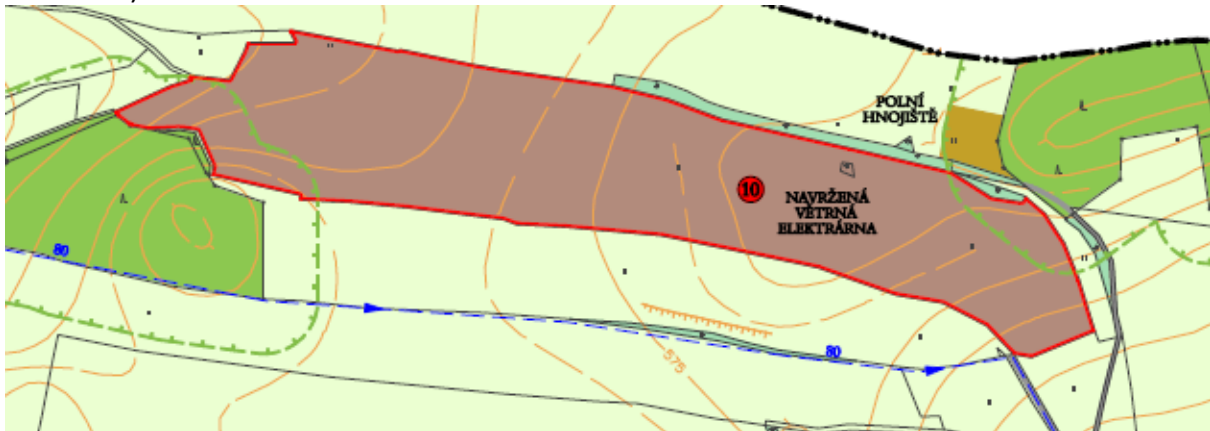 POLNÍ
HNOJIŠTĚ
10
NAVRŽENÁ
VĚTRNÁ
ELEKTRÁRNA
80
80
575